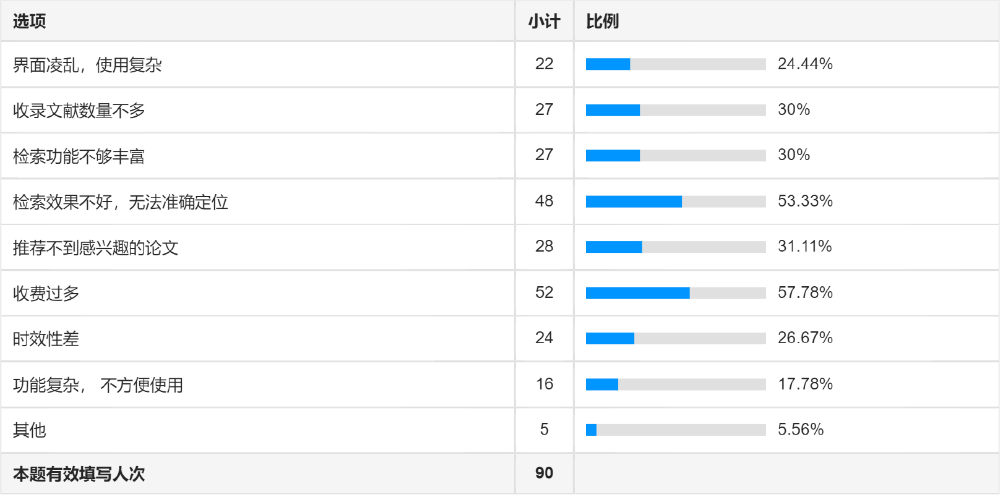 选项 小计 比例
界面凌乱，使用复杂 22 24.44%
收录文献数量不多 27 30%
检索功能不够丰富 27 30%
检索效果不好，无法准确定位 48 53.33%
推荐不到感兴趣的论文 28 31.11%
收费过多 52 57.78%
时效性差 24 26.67%
功能复杂， 不方便使用 16 17.78%
其他 5 5.56%
本题有效填写人次 90